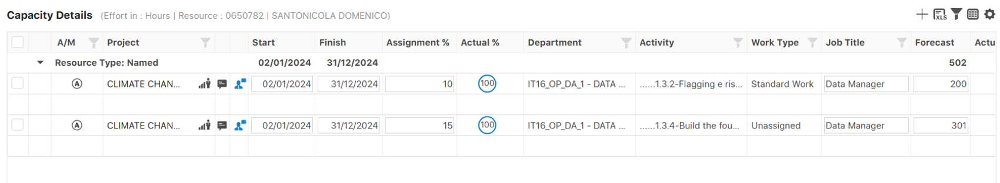 Capacity Details (Effort in : Hours | Resource : 0650782 | SANTONICOLA DOMENICO)
XLS
A/M Project Start Finish Assignment % Actual % Department Activity Work Type Job Title Forecast Actu
Resource Type: Named 02/01/2024 31/12/2024 502
A CLIMATE CHAN... 02/01/2024 31/12/2024 10 100 IT16_OP_DA_1 - DATA ... ......1.3.2-Flagging e ris... Standard Work Data Manager 200
A CLIMATE CHAN... 02/01/2024 31/12/2024 15 100 IT16_OP_DA_1 - DATA ... ......1.3.4-Build the fou... Unassigned Data Manager 301